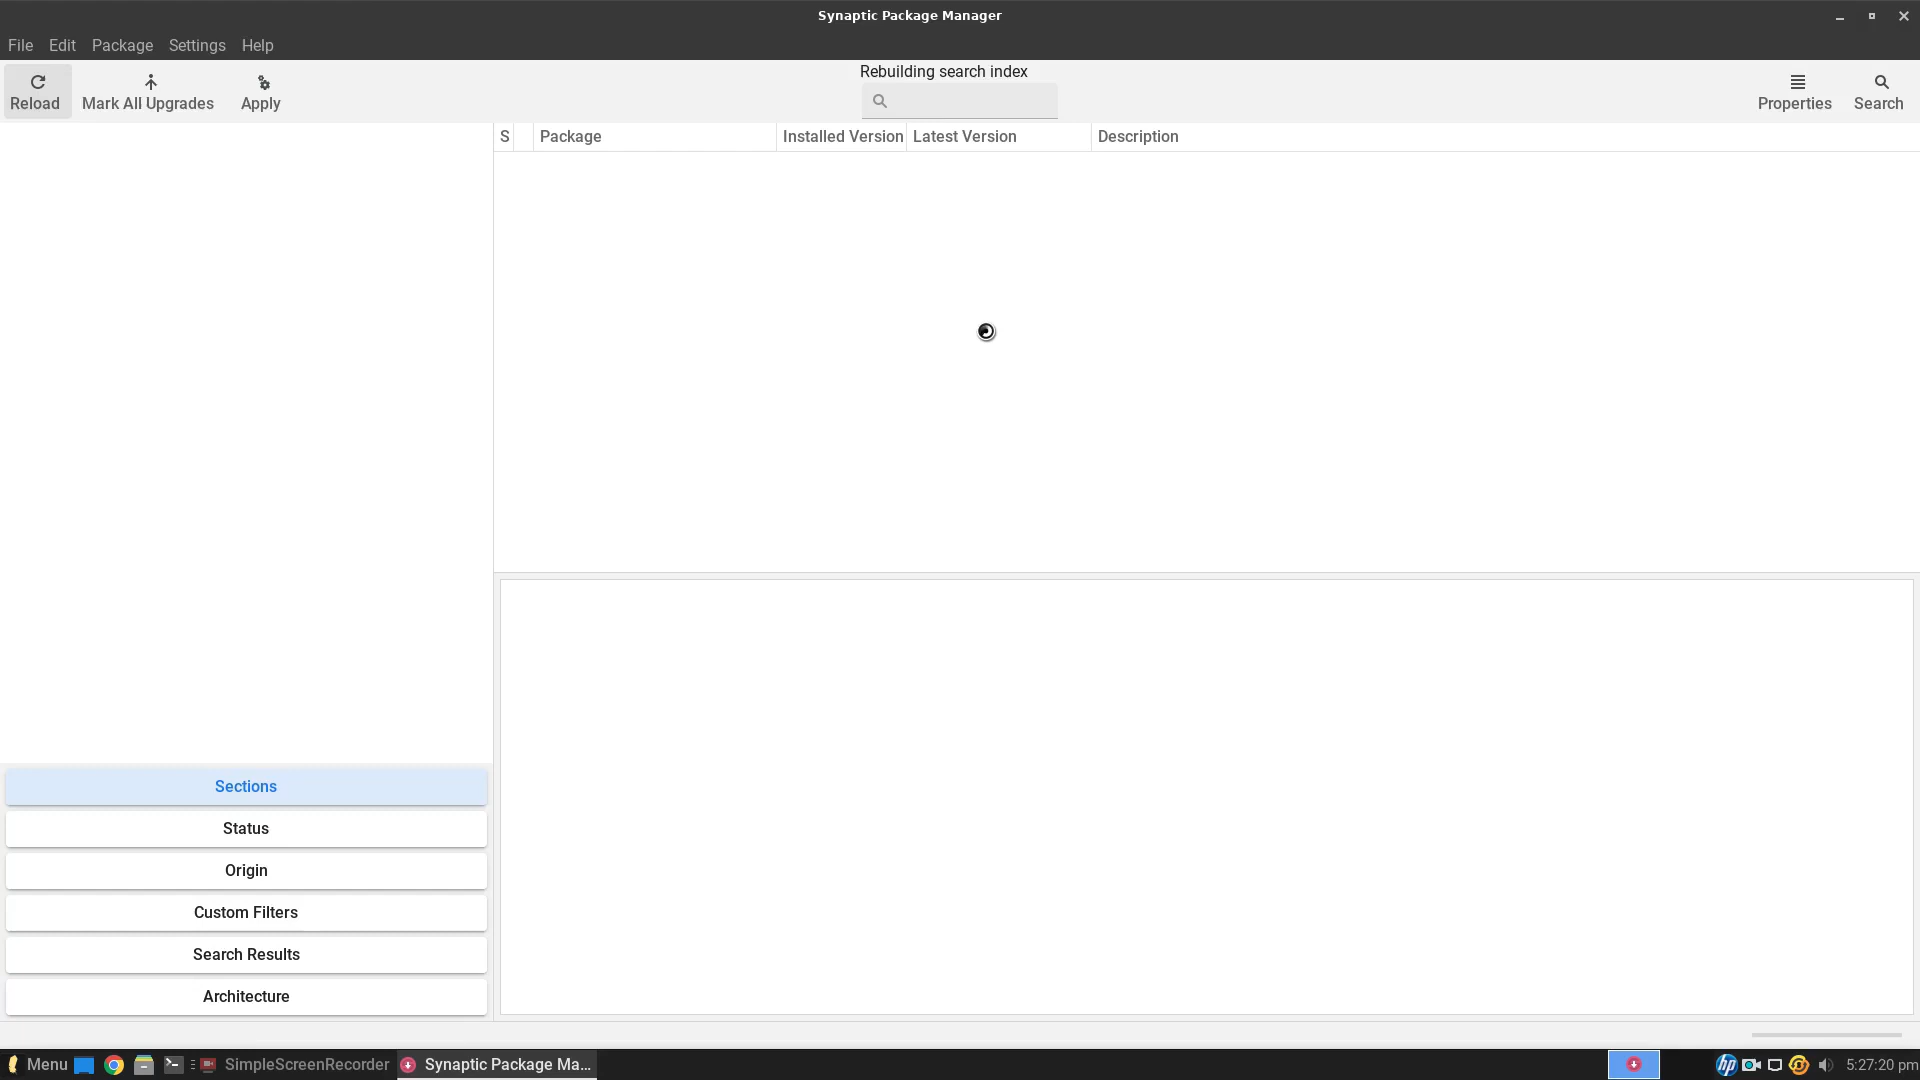 Synaptic Package Manager
File Edit Package Settings Help
Reload Mark All Upgrades Apply
Rebuilding search index
Properties Search
S Package Installed Version Latest Version Description
Sections
Status
Origin
Custom Filters
Search Results
Architecture
Menu SimpleScreenRecorder Synaptic Package Ma... hp 5:27:20 pm